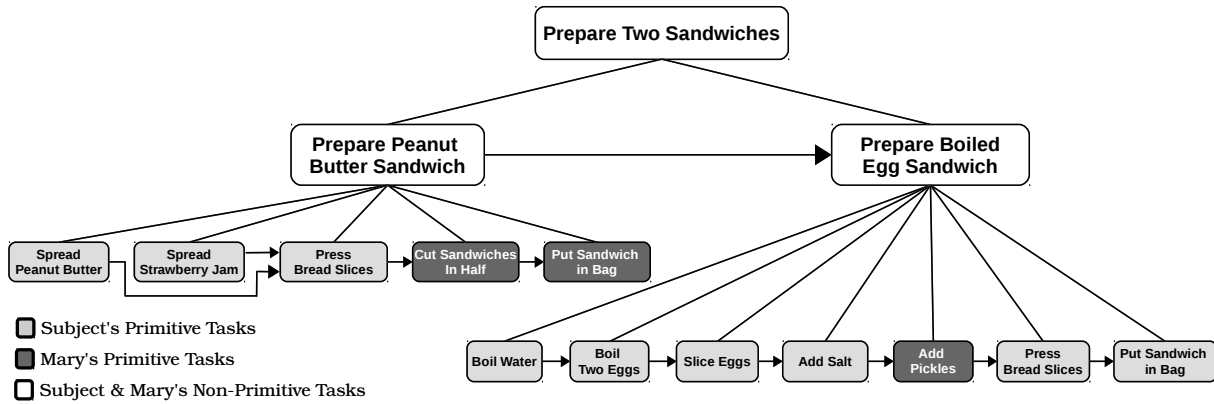 Prepare Two Sandwiches
Prepare Peanut
Butter Sandwich
Prepare Boiled
Egg Sandwich
Spread
Peanut Butter
Spread
Strawberry Jam
Press
Bread Slices
Cut Sandwiches
In Half
Put Sandwich
in Bag
Subject's Primitive Tasks
Mary's Primitive Tasks
Subject & Mary's Non-Primitive Tasks
Boil Water
Boil
Two Eggs
Slice Eggs
Add Salt
Add
Pickles
Press
Bread Slices
Put Sandwich
in Bag